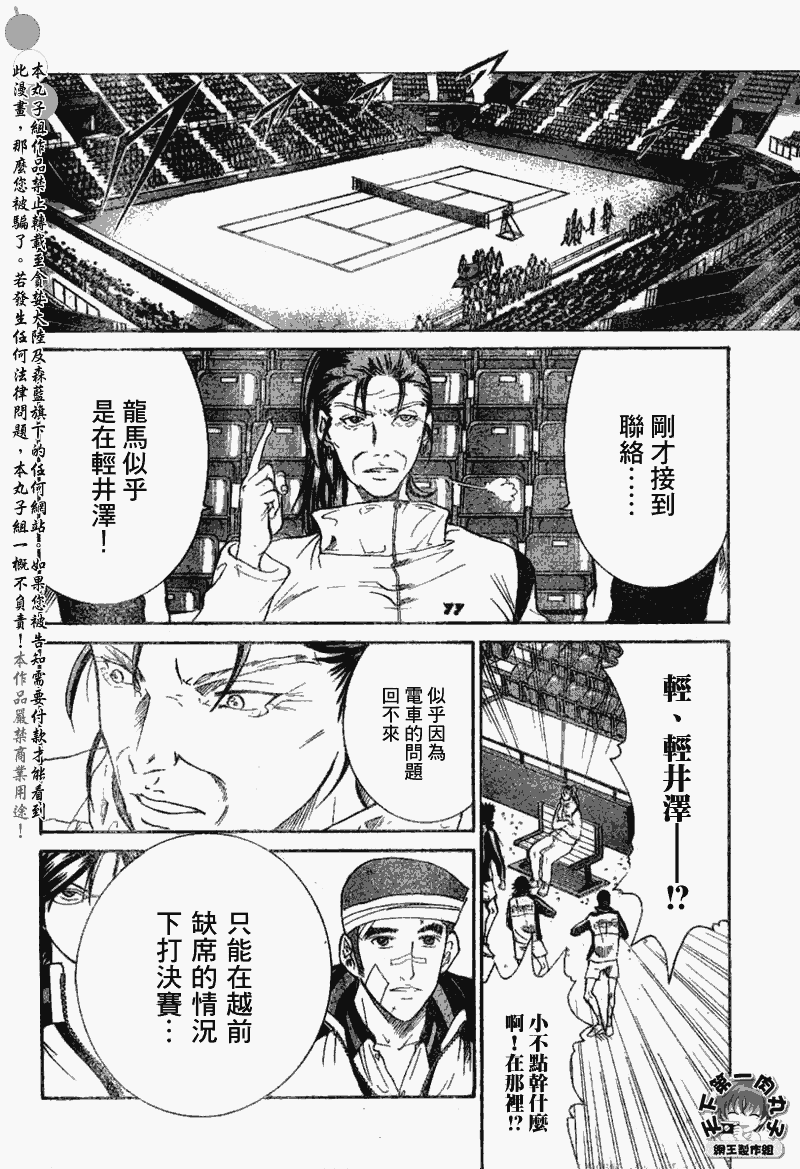 剛才接到
聯絡……
龍馬似乎
是在輕井澤！
輕、輕井澤——!?
小不點幹什麼
啊！在那裡!?
似乎因為
電車的問題
回不來
只能在越前
缺席的情況
下打決賽…
本丸子組作品禁止轉載至貪婪大陸及森藍旗下的任何網站。如果您被告知需要付款才能看到
此漫畫，那麼您被騙了。若發生任何法律問題，本丸子組一概不負責！本作品嚴禁商業用途！
天下第一肉丸子
網王製作組